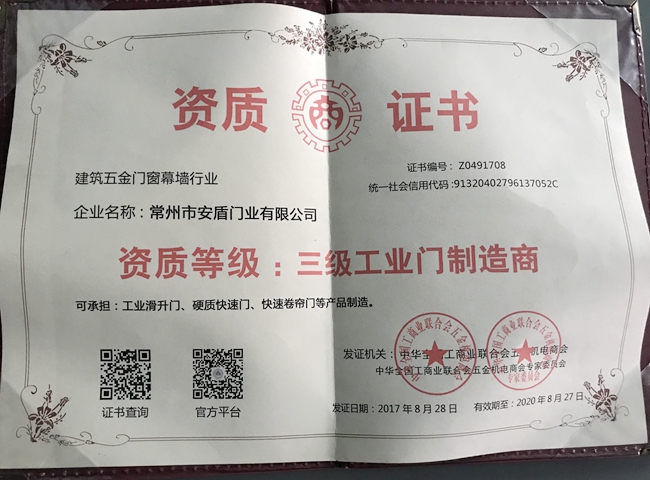 资质 商 证书
证书编号：Z0491708
建筑五金门窗幕墙行业
统一社会信用代码:91320402796137052C
企业名称：常州市安盾门业有限公司
资质等级：三级工业门制造商
可承担：工业滑升门、硬质快速门、快速卷帘门等产品制造。
发证机关：中华全国工商业联合会五金机电商会
中华全国工商业联合会五金机电商会专家委员会
专家委员会
证书查询
官方平台
发证日期：2017年8月28日
有效期至：2020年8月27日